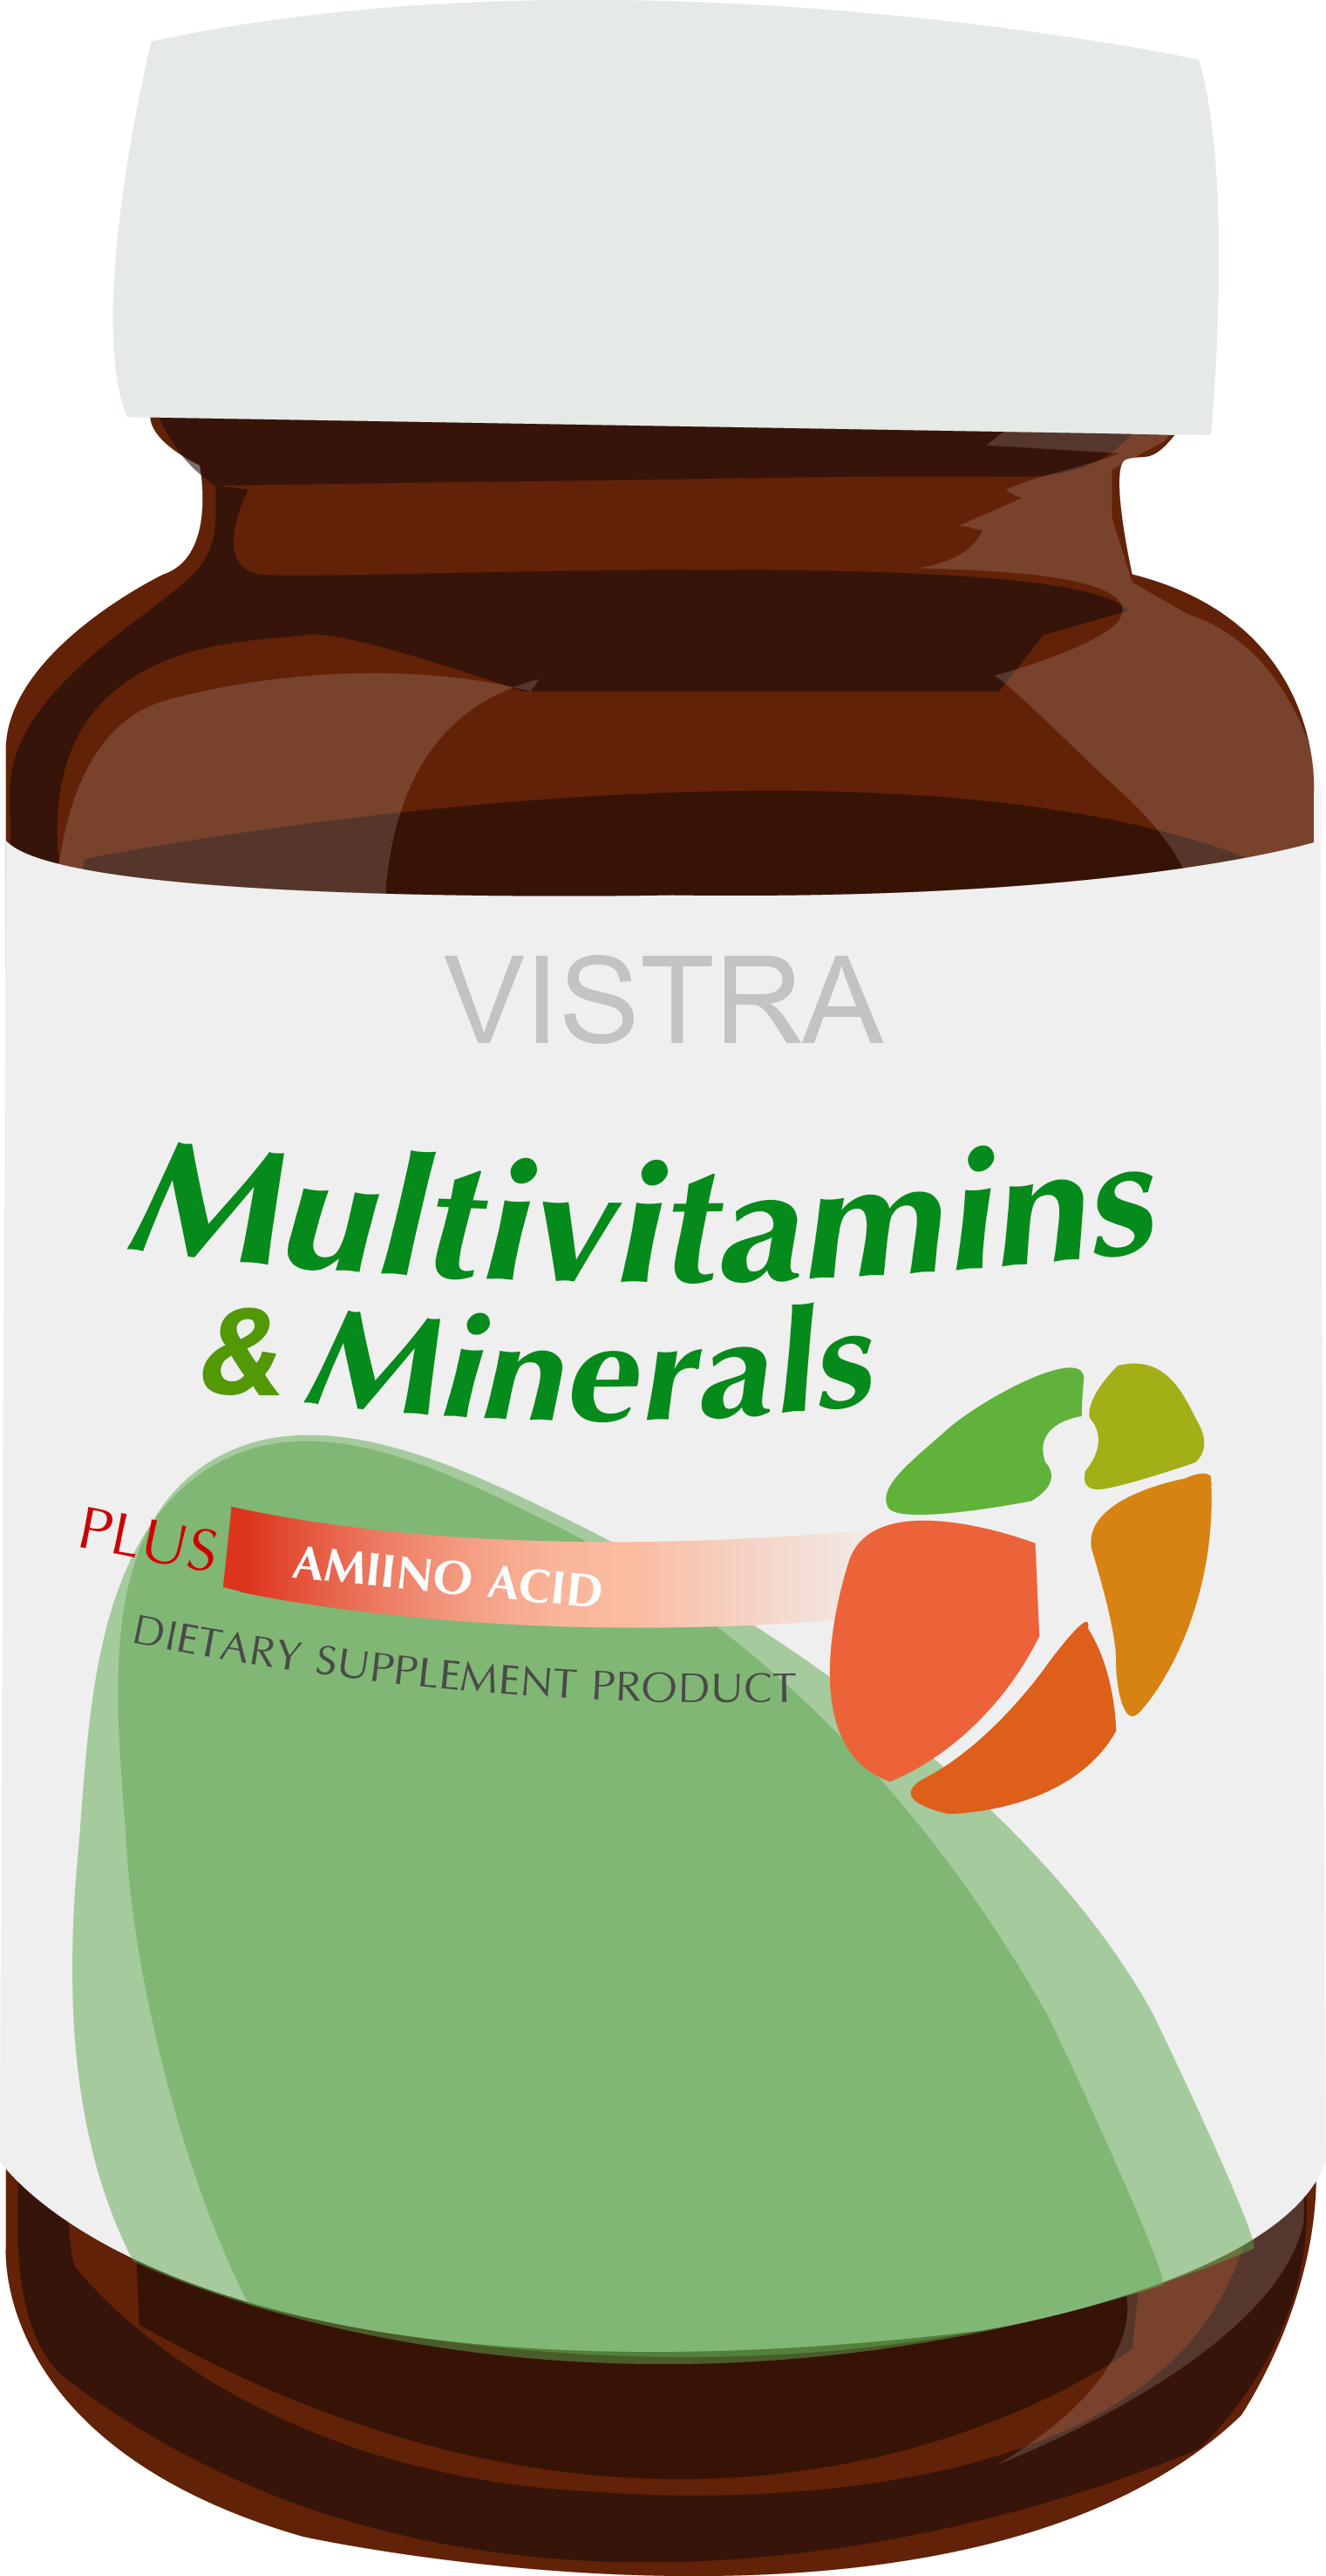 VISTRA
Multivitamins
& Minerals
PLUS AMIINO ACID
DIETARY SUPPLEMENT PRODUCT